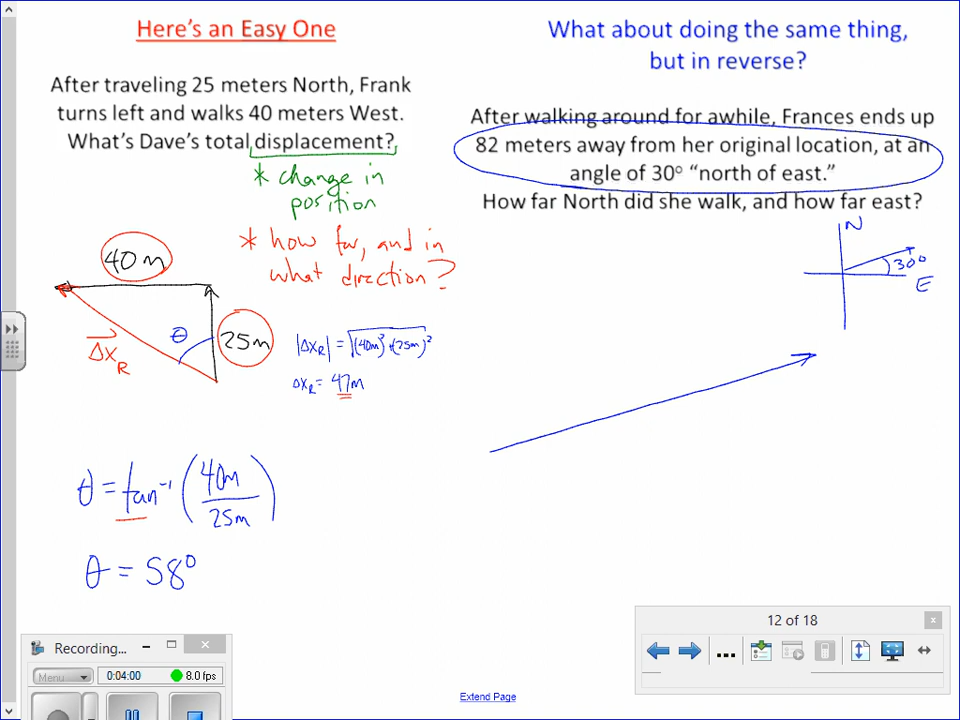 Here's an Easy One
After traveling 25 meters North, Frank
turns left and walks 40 meters West.
What's Dave's total displacement?
* change in
position
* how far, and in
what direction?
40 m
25 m
θ
Δx_R
|Δx_R| = √(40m)²+(25m)²
Δx_R = 47m
θ = tan⁻¹ (40m/25m)
θ = 58°
What about doing the same thing,
but in reverse?
After walking around for awhile, Frances ends up
82 meters away from her original location, at an
angle of 30° "north of east."
How far North did she walk, and how far east?
N
30°
E
Recording...
Menu
0:04:00
8.0 fps
12 of 18
Extend Page